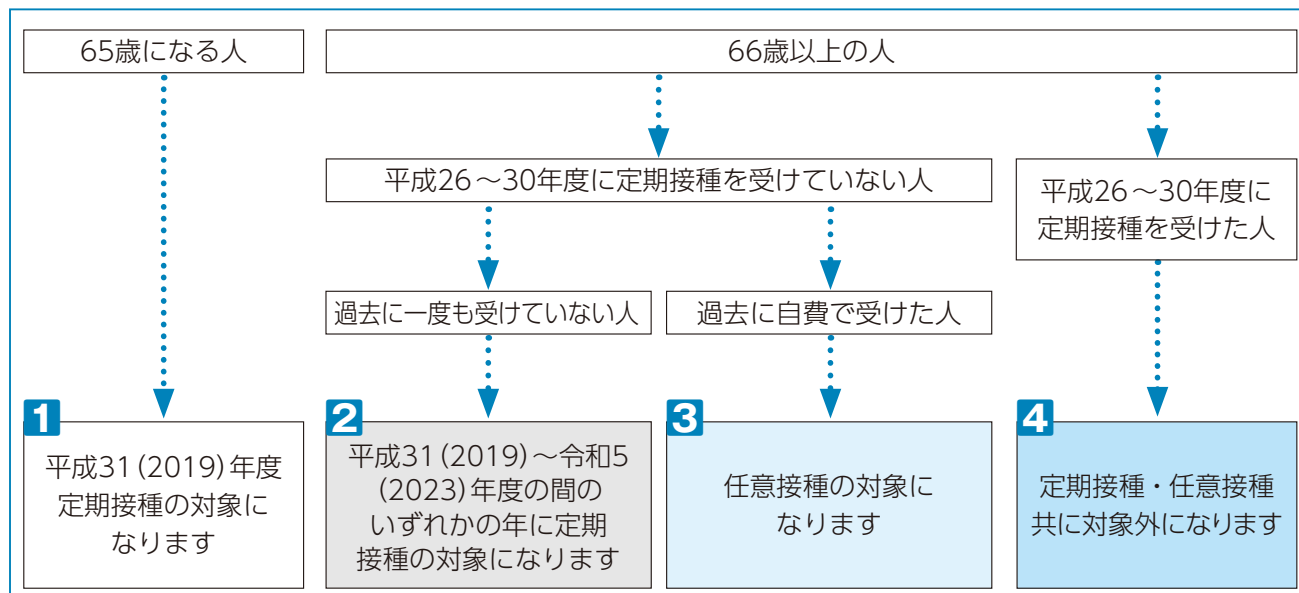 65歳になる人
66歳以上の人
平成26～30年度に定期接種を受けていない人
平成26～30年度に
定期接種を受けた人
過去に一度も受けていない人
過去に自費で受けた人
1
平成31(2019)年度
定期接種の対象に
なります
2
平成31(2019)～令和5
(2023)年度の間の
いずれかの年に定期
接種の対象になります
3
任意接種の対象に
なります
4
定期接種・任意接種
共に対象外になります